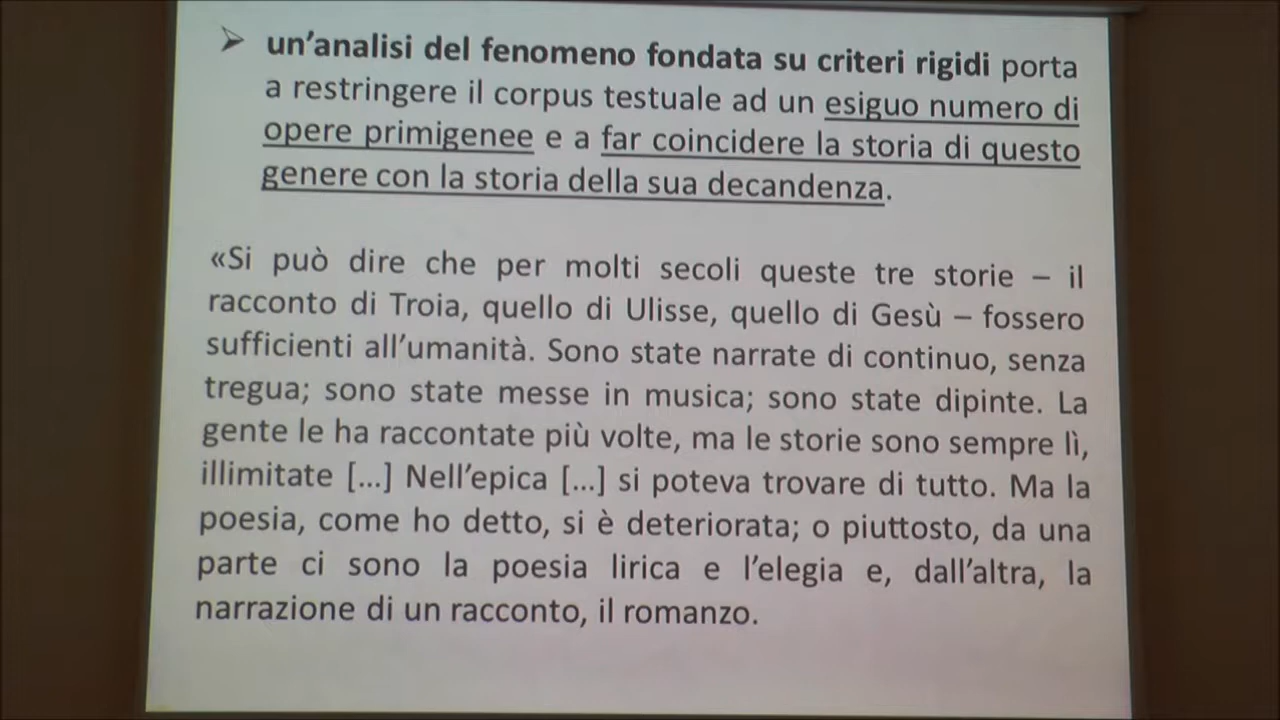 ➢ un'analisi del fenomeno fondata su criteri rigidi porta
a restringere il corpus testuale ad un esiguo numero di
opere primigenee e a far coincidere la storia di questo
genere con la storia della sua decandenza.
«Si può dire che per molti secoli queste tre storie – il
racconto di Troia, quello di Ulisse, quello di Gesù – fossero
sufficienti all'umanità. Sono state narrate di continuo, senza
tregua; sono state messe in musica; sono state dipinte. La
gente le ha raccontate più volte, ma le storie sono sempre lì,
illimitate [...] Nell'epica [...] si poteva trovare di tutto. Ma la
poesia, come ho detto, si è deteriorata; o piuttosto, da una
parte ci sono la poesia lirica e l'elegia e, dall'altra, la
narrazione di un racconto, il romanzo.